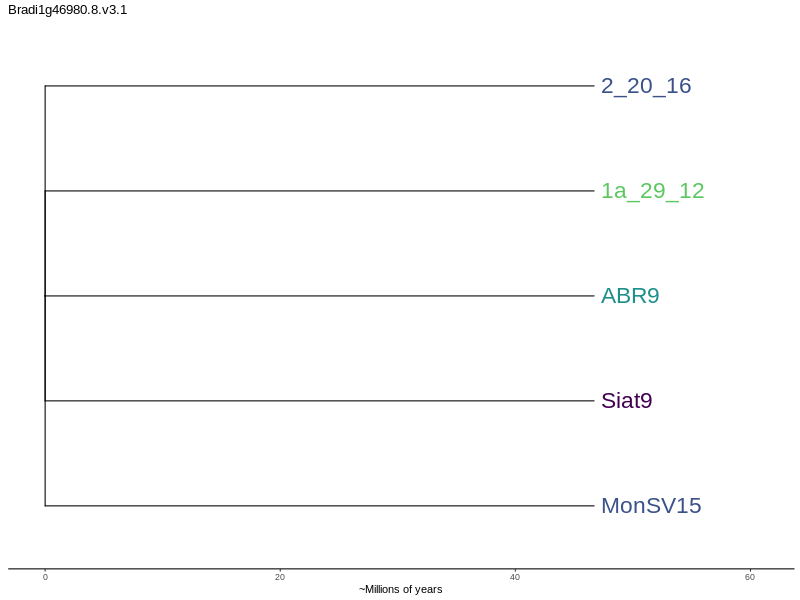 Bradi1g46980.8.v3.1
2_20_16
1a_29_12
ABR9
Siat9
MonSV15
0 20 40 60
~Millions of years